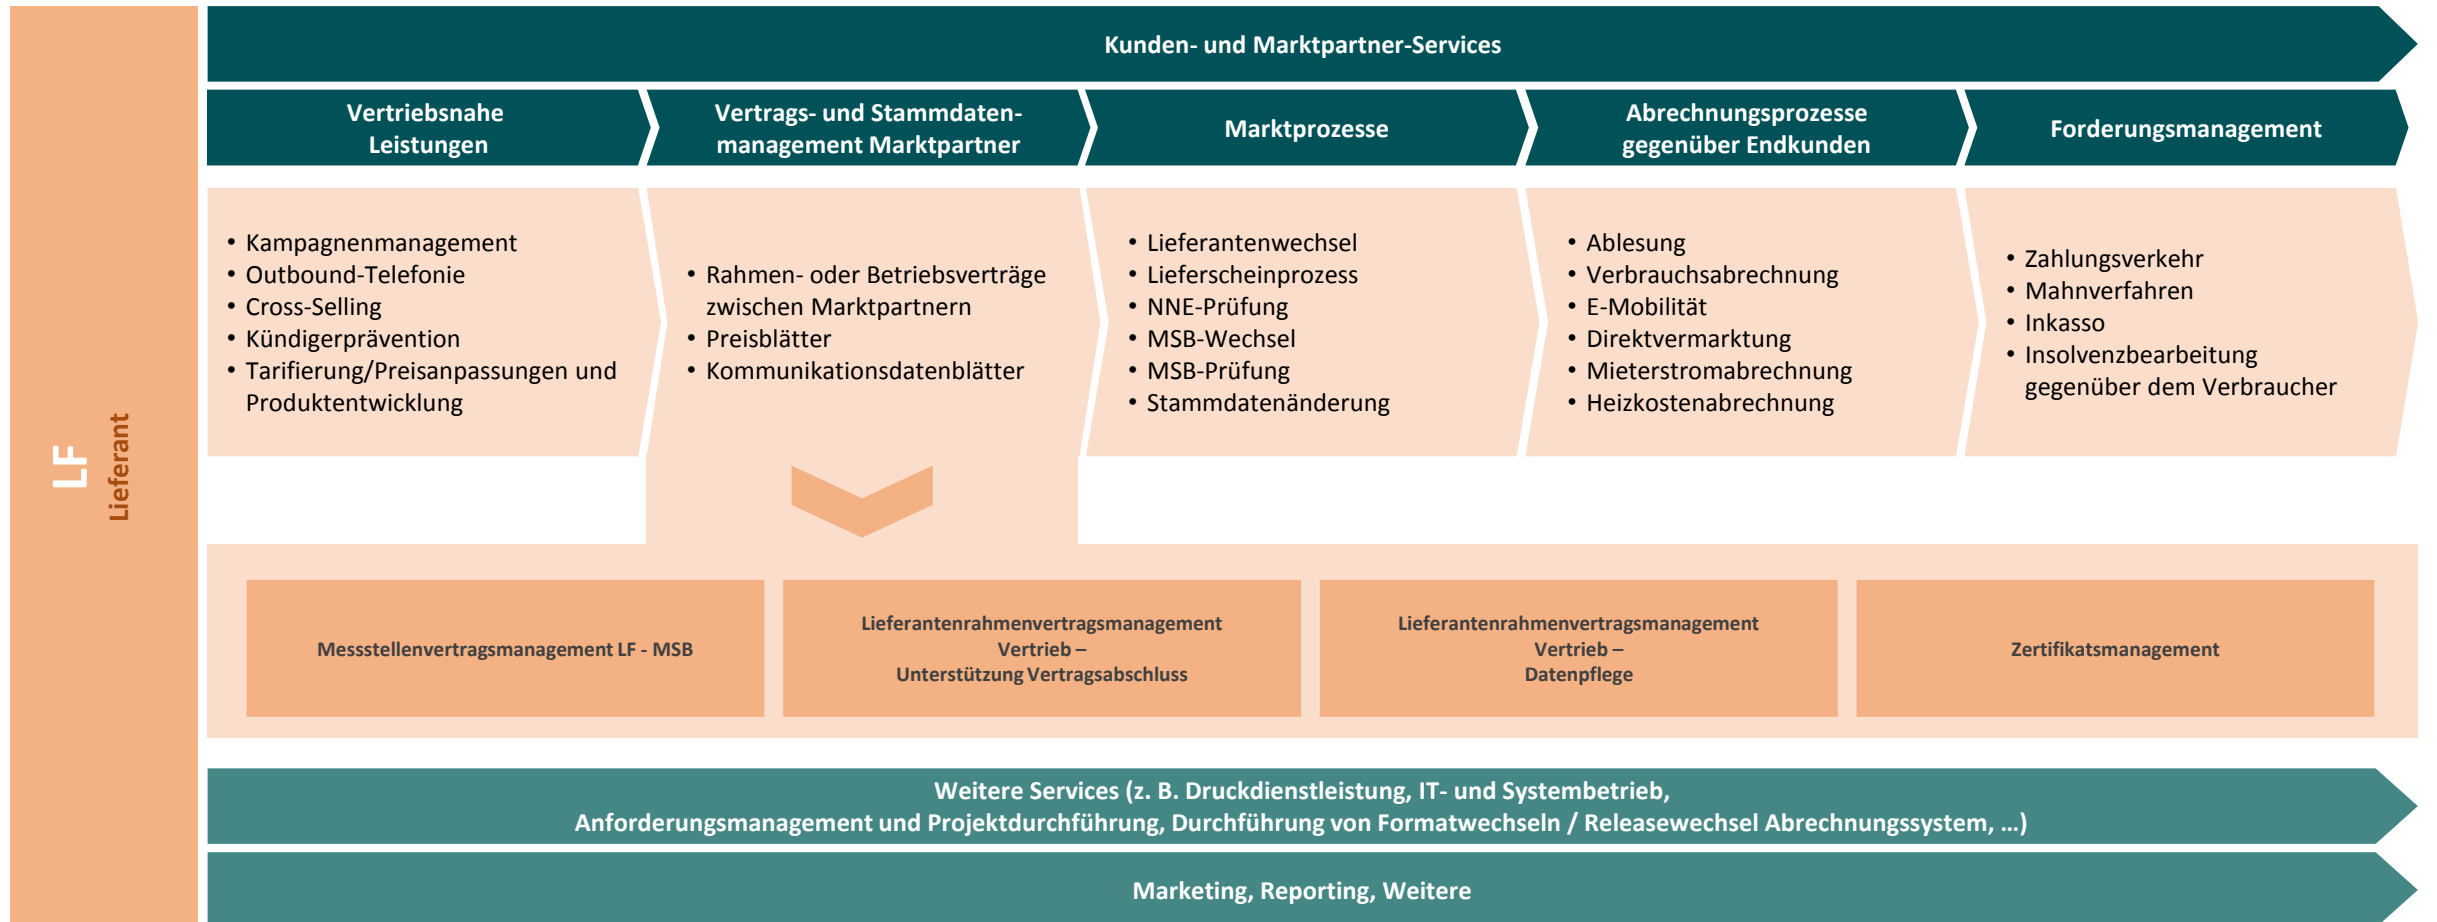 LF
Lieferant
Kunden- und Marktpartner-Services
Vertriebsnahe
Leistungen
Vertrags- und Stammdaten-
management Marktpartner
Marktprozesse
Abrechnungsprozesse
gegenüber Endkunden
Forderungsmanagement
• Kampagnenmanagement
• Outbound-Telefonie
• Cross-Selling
• Kündigerprävention
• Tarifierung/Preisanpassungen und
Produktentwicklung
• Rahmen- oder Betriebsverträge
zwischen Marktpartnern
• Preisblätter
• Kommunikationsdatenblätter
• Lieferantenwechsel
• Lieferscheinprozess
• NNE-Prüfung
• MSB-Wechsel
• MSB-Prüfung
• Stammdatenänderung
• Ablesung
• Verbrauchsabrechnung
• E-Mobilität
• Direktvermarktung
• Mieterstromabrechnung
• Heizkostenabrechnung
• Zahlungsverkehr
• Mahnverfahren
• Inkasso
• Insolvenzbearbeitung
gegenüber dem Verbraucher
Messstellenvertragsmanagement LF - MSB
Lieferantenrahmenvertragsmanagement
Vertrieb –
Unterstützung Vertragsabschluss
Lieferantenrahmenvertragsmanagement
Vertrieb –
Datenpflege
Zertifikatsmanagement
Weitere Services (z. B. Druckdienstleistung, IT- und Systembetrieb,
Anforderungsmanagement und Projektdurchführung, Durchführung von Formatwechseln / Releasewechsel Abrechnungssystem, …)
Marketing, Reporting, Weitere